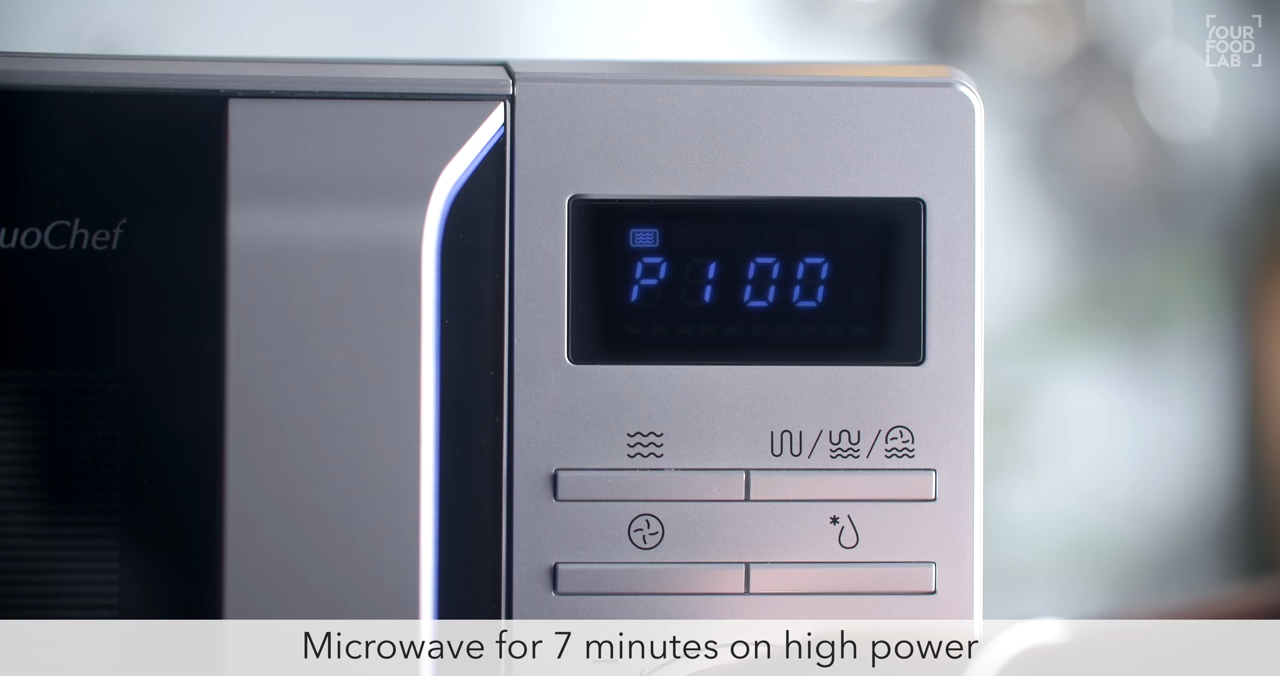 YOUR
FOOD
LAB
uoChef
P100
Microwave for 7 minutes on high power